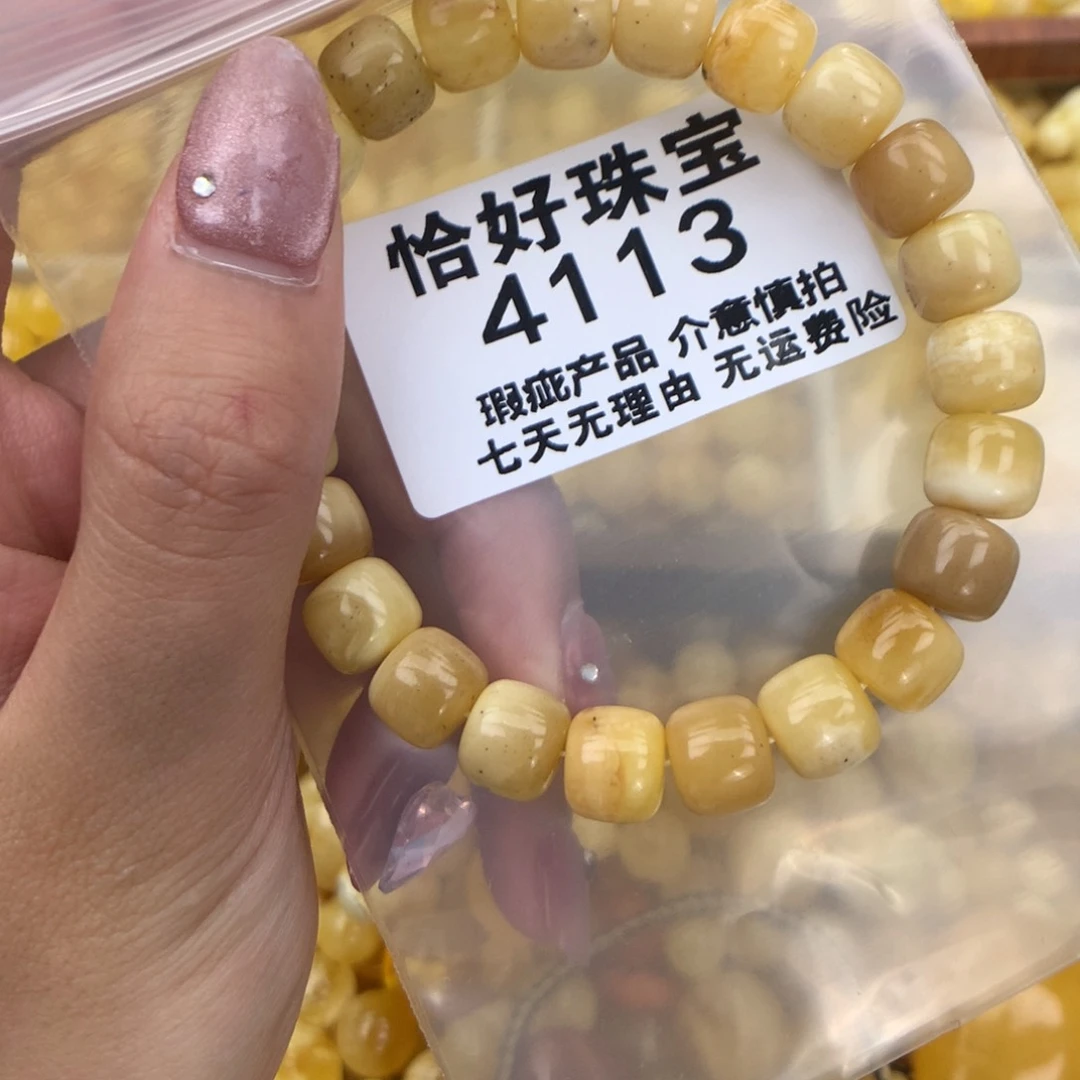 恰好珠宝
4113
瑕疵产品 介意慎拍
七天无理由 无运费险